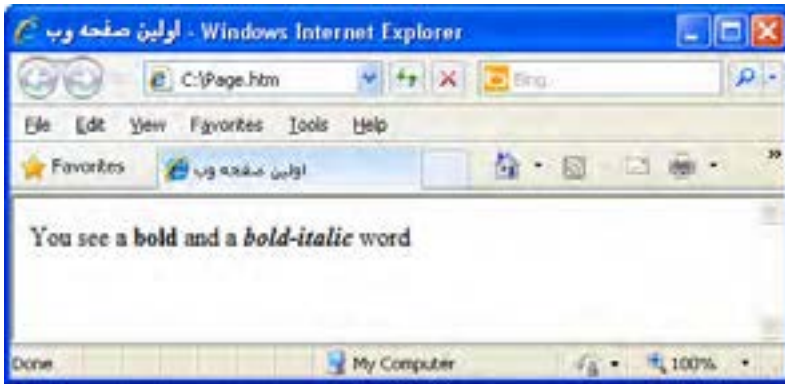 اولین صفحه وب - Windows Internet Explorer
C:\Page.htm Bing
File Edit View Favorites Tools Help
Favorites اولین صفحه وب »
You see a bold and a bold-italic word
Done My Computer 100%